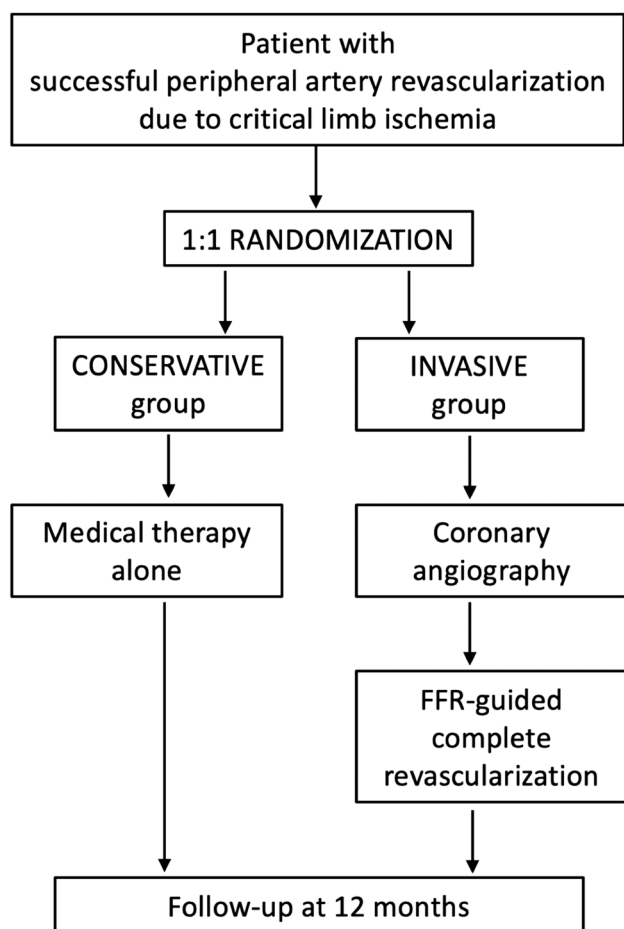 Patient with
successful peripheral artery revascularization
due to critical limb ischemia
1:1 RANDOMIZATION
CONSERVATIVE
group
INVASIVE
group
Medical therapy
alone
Coronary
angiography
FFR-guided
complete
revascularization
Follow-up at 12 months